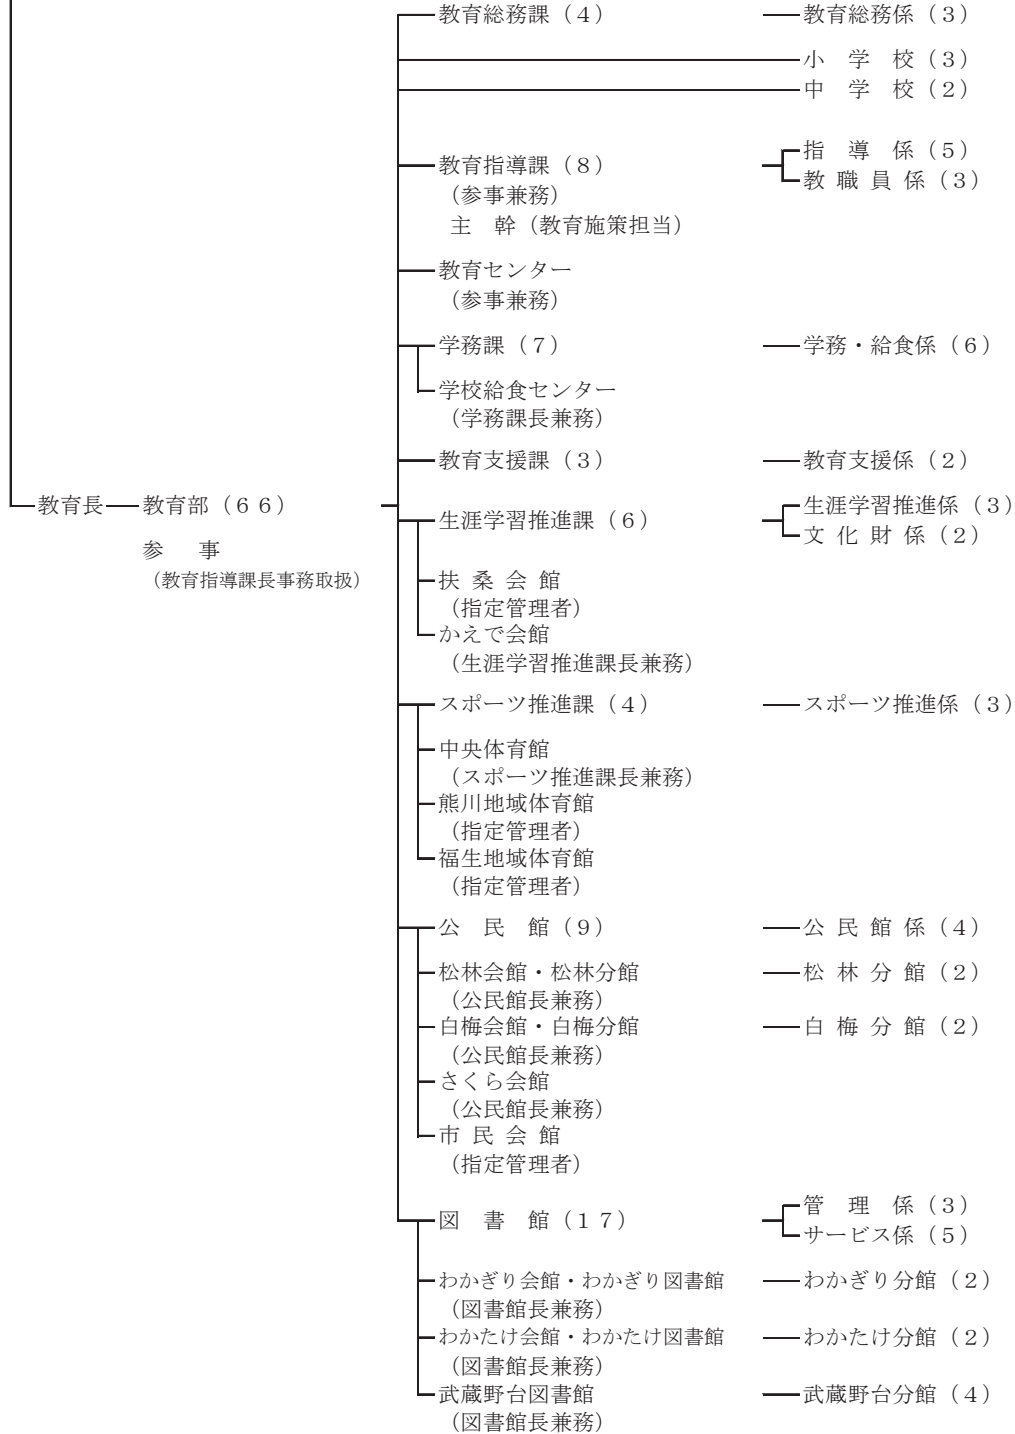 教育総務課（４） 教育総務係（３）
小　学　校（３）
中　学　校（２）
指　導　係（５）
教育指導課（８）
教 職 員 係（３）
（参事兼務）
主　幹（教育施策担当）
教育センター
（参事兼務）
学務課（７） 学務・給食係（６）
学校給食センター
（学務課長兼務）
教育支援課（３） 教育支援係（２）
教育長 教育部（６６） 生涯学習推進係（３）
生涯学習推進課（６）
文 化 財 係（２）
参　事
（教育指導課長事務取扱）
扶 桑 会 館
（指定管理者）
かえで会館
（生涯学習推進課長兼務）
スポーツ推進課（４） スポーツ推進係（３）
中央体育館
（スポーツ推進課長兼務）
熊川地域体育館
（指定管理者）
福生地域体育館
（指定管理者）
公　民　館（９） 公 民 館 係（４）
松林会館・松林分館 松 林 分 館（２）
（公民館長兼務）
白梅会館・白梅分館 白 梅 分 館（２）
（公民館長兼務）
さくら会館
（公民館長兼務）
市 民 会 館
（指定管理者）
管　理　係（３）
図　書　館（１７）
サービス係（５）
わかぎり会館・わかぎり図書館 わかぎり分館（２）
（図書館長兼務）
わかたけ会館・わかたけ図書館 わかたけ分館（２）
（図書館長兼務）
武蔵野台図書館 武蔵野台分館（４）
（図書館長兼務）